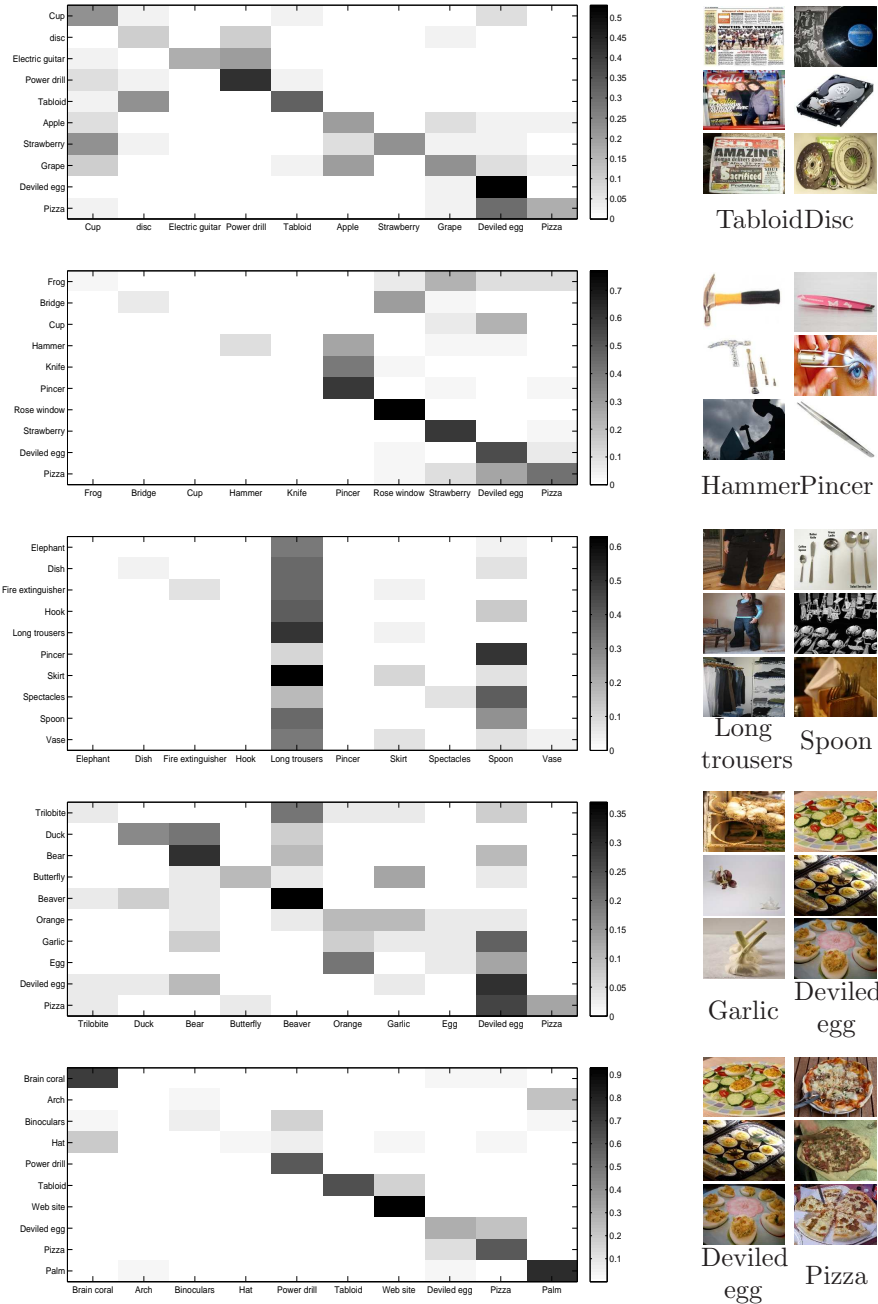 Cup
disc
Electric guitar
Power drill
Tabloid
Apple
Strawberry
Grape
Deviled egg
Pizza
Cup disc Electric guitar Power drill Tabloid Apple Strawberry Grape Deviled egg Pizza
0.5
0.45
0.4
0.35
0.3
0.25
0.2
0.15
0.1
0.05
0
YOUTHS TOP VETERANS
Gala
Sun
AMAZING
Sacrificed
TabloidDisc
Frog
Bridge
Cup
Hammer
Knife
Pincer
Rose window
Strawberry
Deviled egg
Pizza
Frog Bridge Cup Hammer Knife Pincer Rose window Strawberry Deviled egg Pizza
0.7
0.6
0.5
0.4
0.3
0.2
0.1
0
HammerPincer
Elephant
Dish
Fire extinguisher
Hook
Long trousers
Pincer
Skirt
Spectacles
Spoon
Vase
Elephant Dish Fire extinguisher Hook Long trousers Pincer Skirt Spectacles Spoon Vase
0.6
0.5
0.4
0.3
0.2
0.1
0
Long
trousers
Spoon
Trilobite
Duck
Bear
Butterfly
Beaver
Orange
Garlic
Egg
Deviled egg
Pizza
Trilobite Duck Bear Butterfly Beaver Orange Garlic Egg Deviled egg Pizza
0.35
0.3
0.25
0.2
0.15
0.1
0.05
0
Garlic
Deviled
egg
Brain coral
Arch
Binoculars
Hat
Power drill
Tabloid
Web site
Deviled egg
Pizza
Palm
Brain coral Arch Binoculars Hat Power drill Tabloid Web site Deviled egg Pizza Palm
0.9
0.8
0.7
0.6
0.5
0.4
0.3
0.2
0.1
Deviled
egg
Pizza